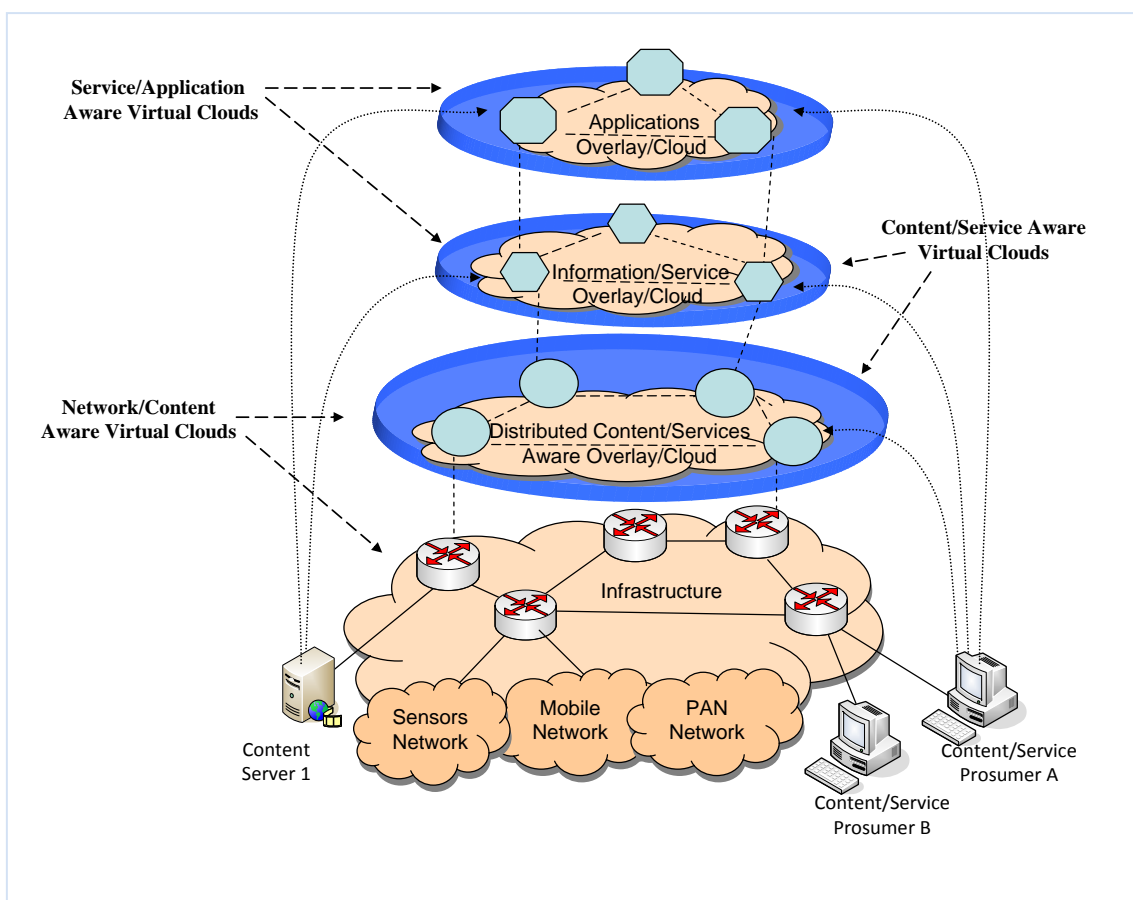 Service/Application
Aware Virtual Clouds
Applications
Overlay/Cloud
Content/Service Aware
Virtual Clouds
Information/Service
Overlay/Cloud
Network/Content
Aware Virtual Clouds
Distributed Content/Services
Aware Overlay/Cloud
Infrastructure
Sensors
Network
Mobile
Network
PAN
Network
Content
Server 1
Content/Service
Prosumer A
Content/Service
Prosumer B